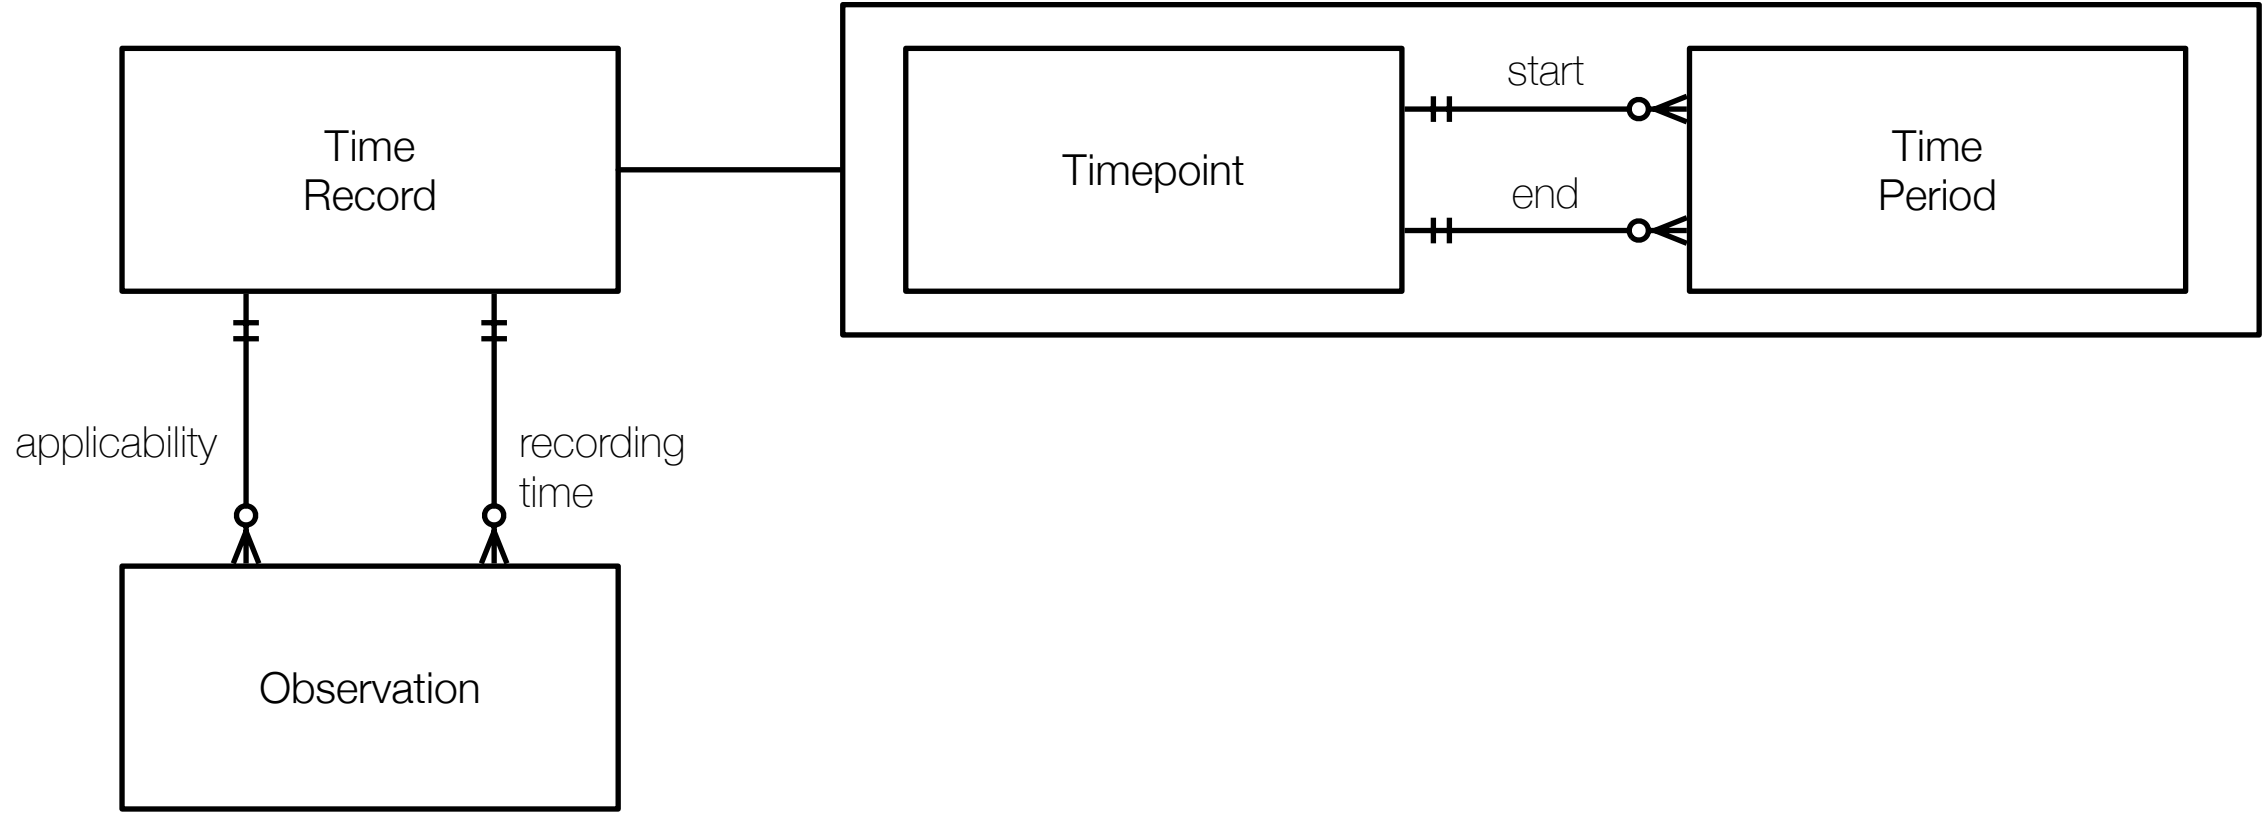 Time
Record
Timepoint
start
end
Time
Period
applicability
recording
time
Observation